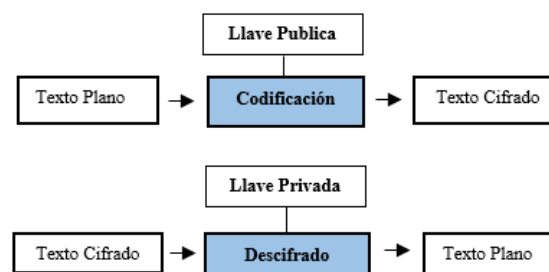 Llave Publica
Texto Plano
Codificación
Texto Cifrado
Llave Privada
Texto Cifrado
Descifrado
Texto Plano